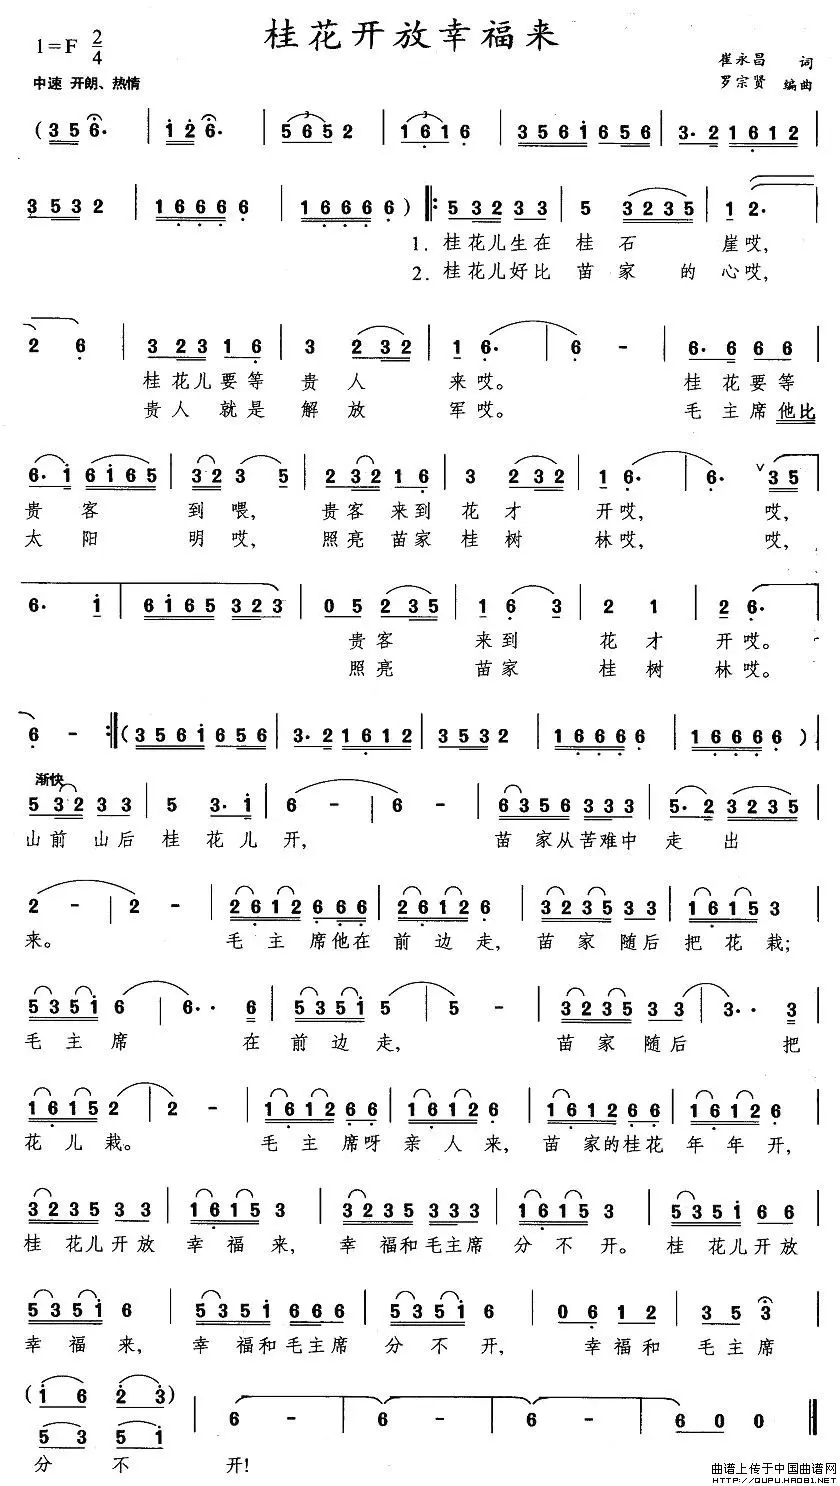 桂花开放幸福来
1=F 2/4
中速 开朗、热情
崔永昌 词
罗宗贤 编曲
1. 桂花儿生在 桂 石 崖哎,
2. 桂花儿好比 苗 家 的 心哎,
桂花儿要等 贵 人 来哎。 桂花要等
贵人 就是 解放 军哎。 毛主席他比
贵 客 到喂, 贵客来到 花才 开哎, 哎,
太 阳 明哎, 照亮苗家 桂树 林哎, 哎,
贵客 来到 花才 开哎。
照亮 苗家 桂树 林哎。
渐快
山前山后 桂花儿开, 苗家从苦难中 走出
来。 毛主席他在 前边走, 苗家随后 把花栽;
毛主席 在前边走, 苗家随后 把
花儿栽。 毛主席呀 亲人来, 苗家的桂花 年年开,
桂花儿开放 幸福来, 幸福和毛主席 分不开。 桂花儿开放
幸福来, 幸福和毛主席 分不开, 幸福和 毛主席
分 不 开!
曲谱上传于中国曲谱网
http://QUPU.HAO81.NET